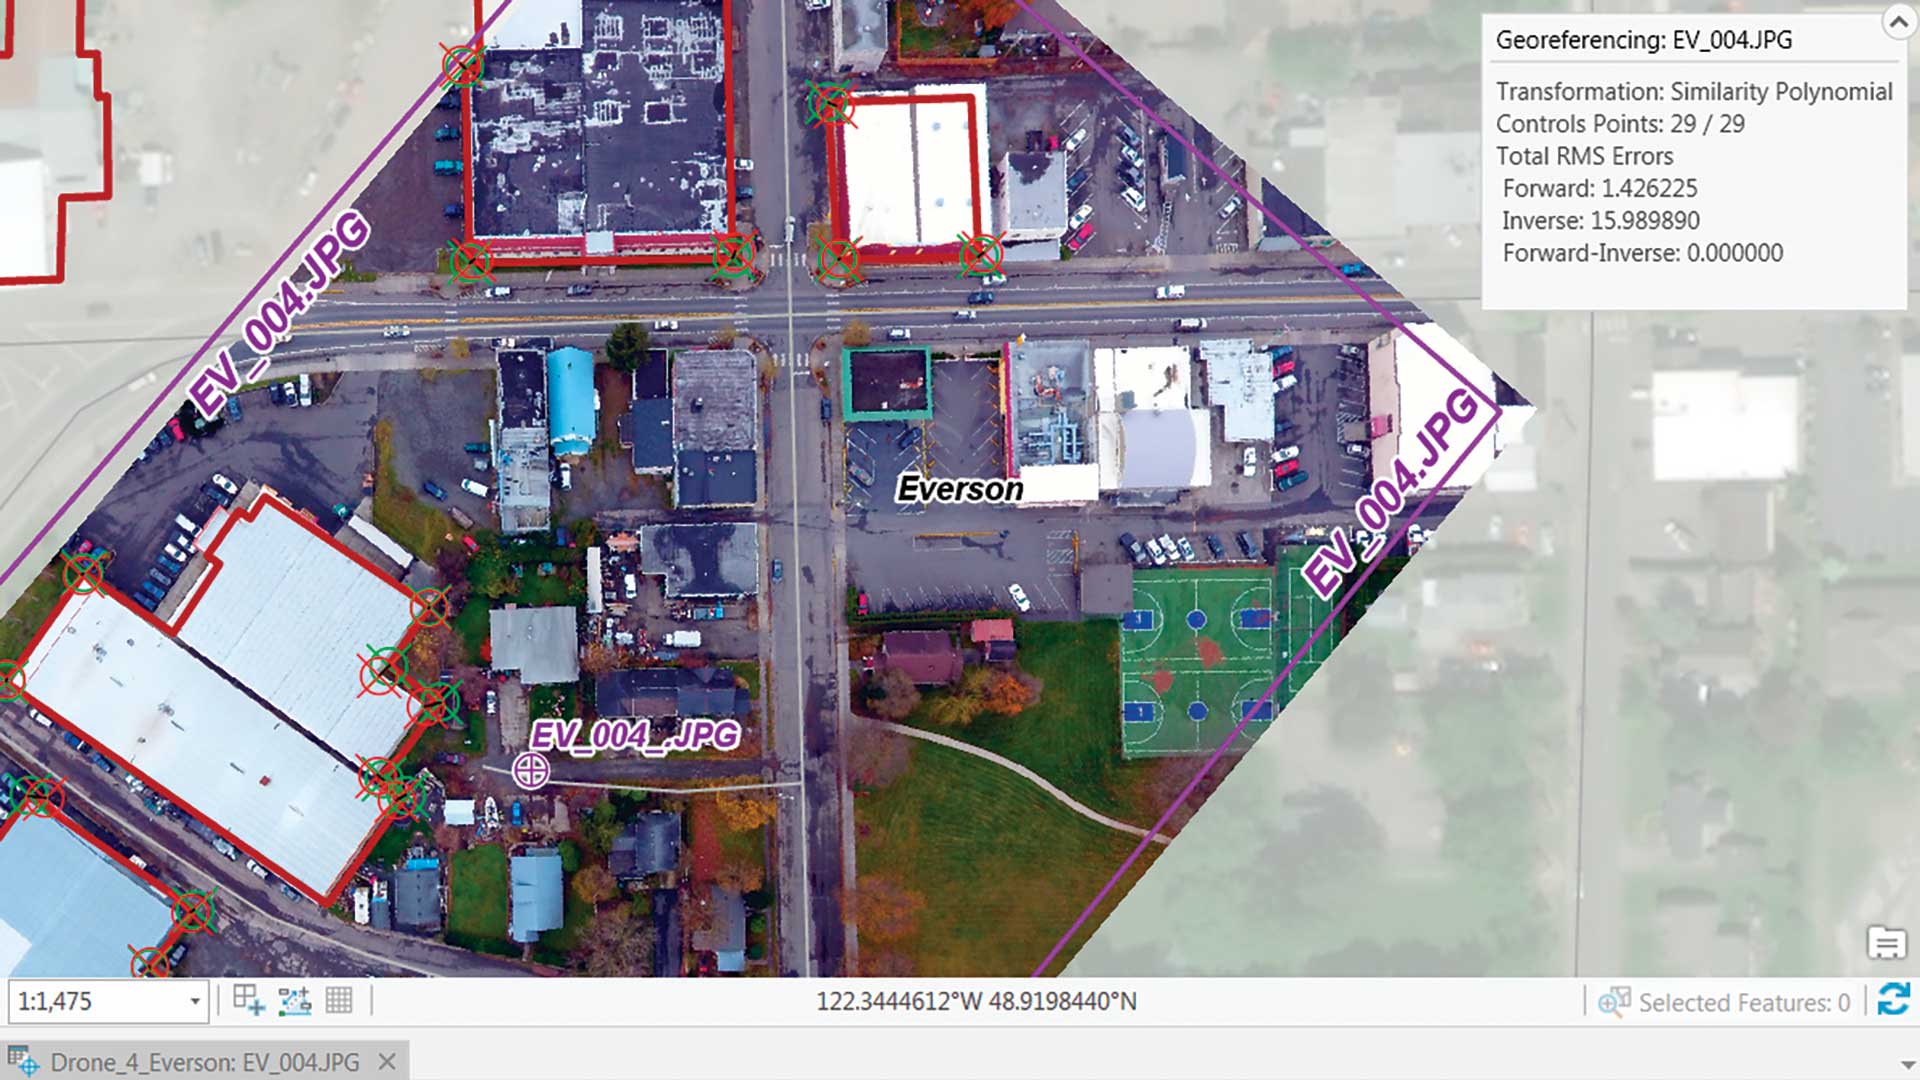 Georeferencing: EV_004.JPG
Transformation: Similarity Polynomial
Controls Points: 29 / 29
Total RMS Errors
Forward: 1.426225
Inverse: 15.989890
Forward-Inverse: 0.000000
EV_004.JPG
EV_004.JPG
Everson
EV_004_.JPG
1:1,475
122.3444612°W 48.9198440°N
Selected Features: 0
Drone_4_Everson: EV_004.JPG